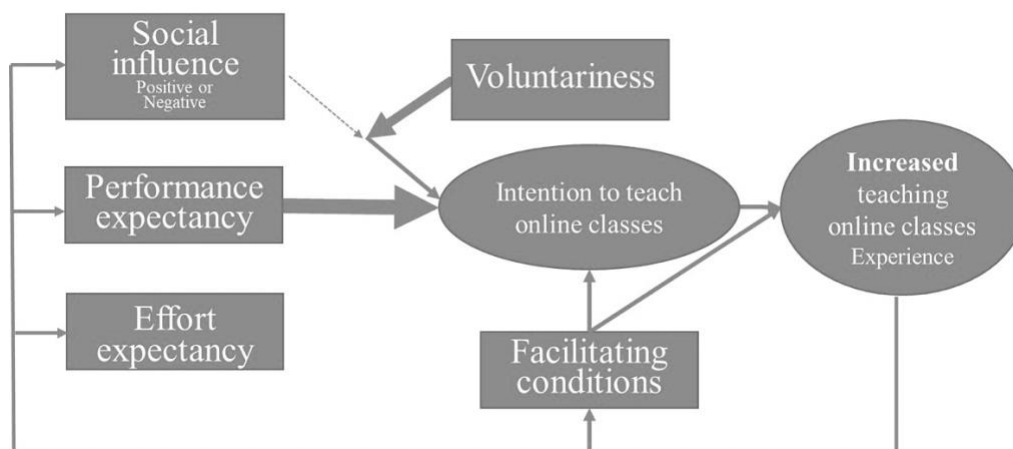 Social
influence
Positive or
Negative
Voluntariness
Performance
expectancy
Intention to teach
online classes
Increased
teaching
online classes
Experience
Effort
expectancy
Facilitating
conditions